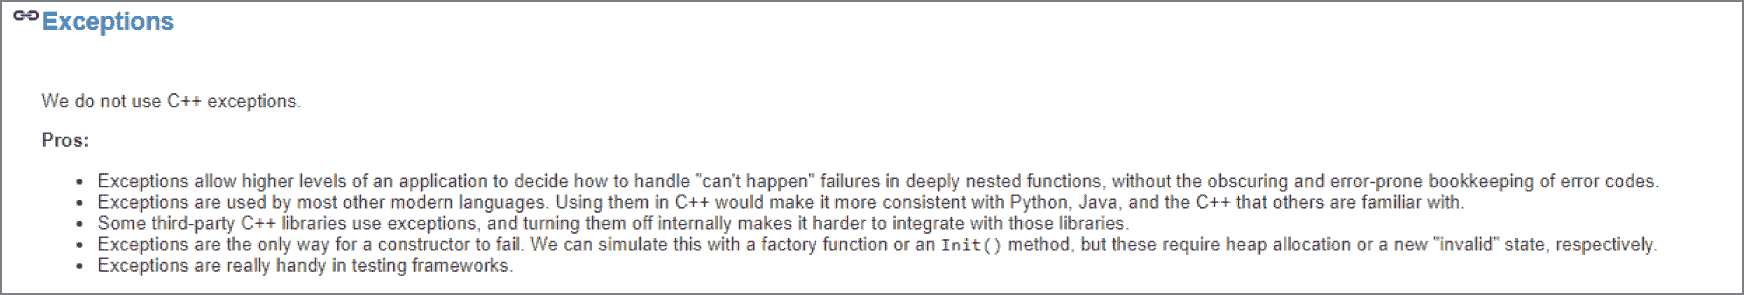 Exceptions
We do not use C++ exceptions.
Pros:
• Exceptions allow higher levels of an application to decide how to handle "can't happen" failures in deeply nested functions, without the obscuring and error-prone bookkeeping of error codes.
• Exceptions are used by most other modern languages. Using them in C++ would make it more consistent with Python, Java, and the C++ that others are familiar with.
• Some third-party C++ libraries use exceptions, and turning them off internally makes it harder to integrate with those libraries.
• Exceptions are the only way for a constructor to fail. We can simulate this with a factory function or an Init() method, but these require heap allocation or a new "invalid" state, respectively.
• Exceptions are really handy in testing frameworks.